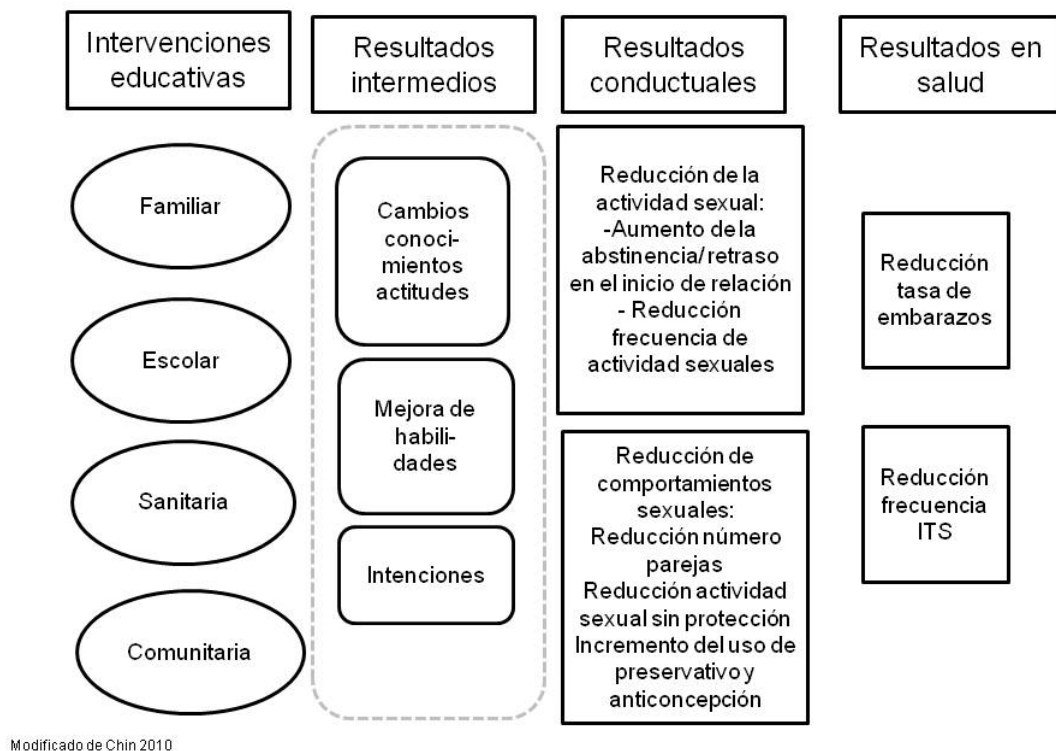 Intervenciones
educativas
Resultados
intermedios
Resultados
conductuales
Resultados en
salud
Familiar
Escolar
Sanitaria
Comunitaria
Cambios
conoci-
mientos
actitudes
Mejora de
habili-
dades
Intenciones
Reducción de la
actividad sexual:
-Aumento de la
abstinencia/ retraso
en el inicio de relación
- Reducción
frecuencia de
actividad sexuales
Reducción de
comportamientos
sexuales:
Reducción número
parejas
Reducción actividad
sexual sin protección
Incremento del uso de
preservativo y
anticoncepción
Reducción
tasa de
embarazos
Reducción
frecuencia
ITS
Modificado de Chin 2010